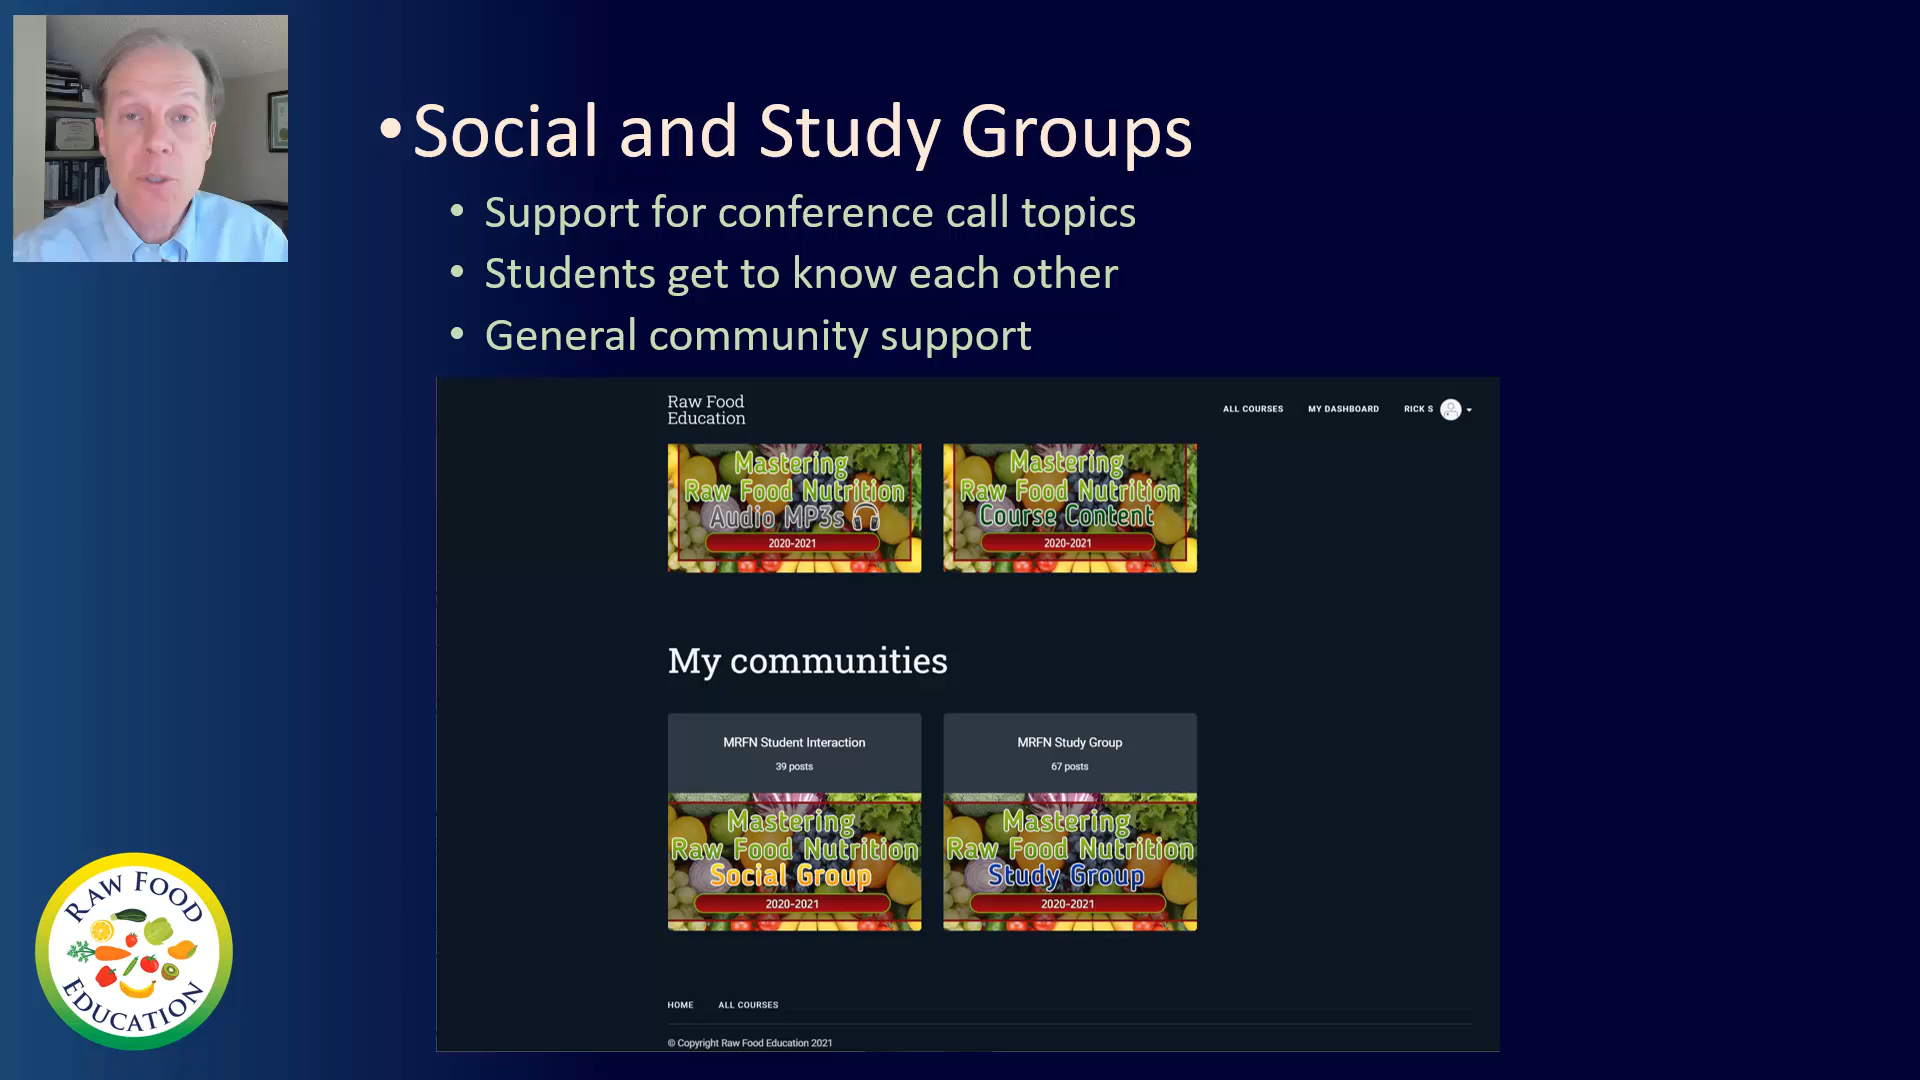 • Social and Study Groups
• Support for conference call topics
• Students get to know each other
• General community support
Raw Food
Education
ALL COURSES MY DASHBOARD RICK S
Mastering
Raw Food Nutrition
Audio MP3s
2020-2021
Mastering
Raw Food Nutrition
Course Content
2020-2021
My communities
MRFN Student Interaction
39 posts
MRFN Study Group
67 posts
Mastering
Raw Food Nutrition
Social Group
2020-2021
Mastering
Raw Food Nutrition
Study Group
2020-2021
HOME ALL COURSES
© Copyright Raw Food Education 2021
RAW FOOD
EDUCATION